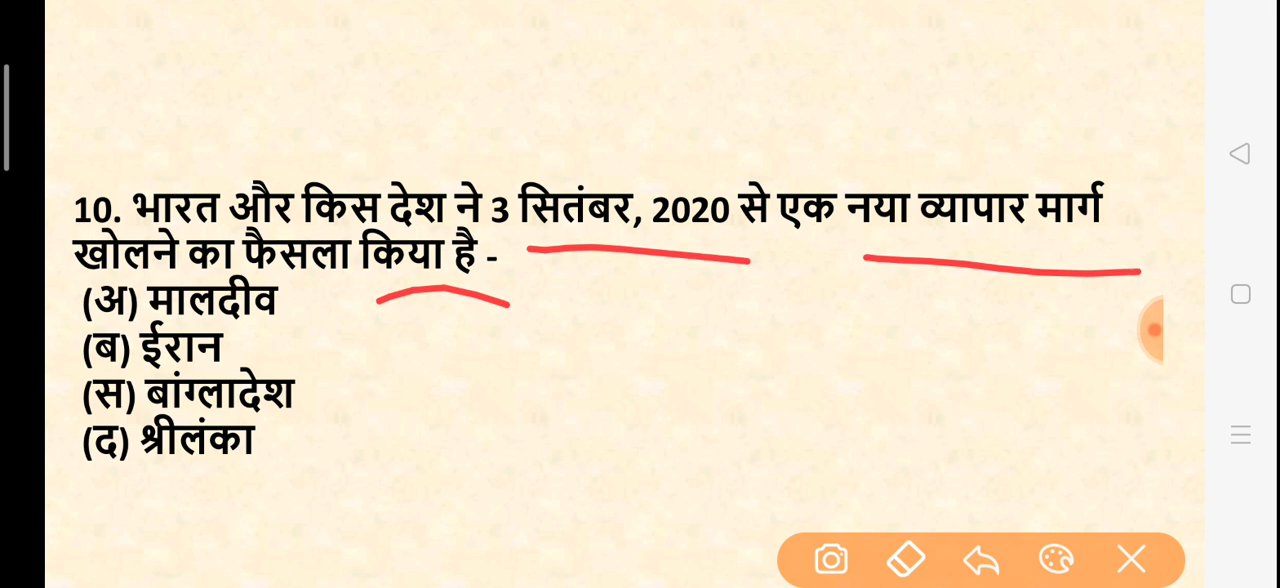 10. भारत और किस देश ने 3 सितंबर, 2020 से एक नया व्यापार मार्ग
खोलने का फैसला किया है -
(अ) मालदीव
(ब) ईरान
(स) बांग्लादेश
(द) श्रीलंका